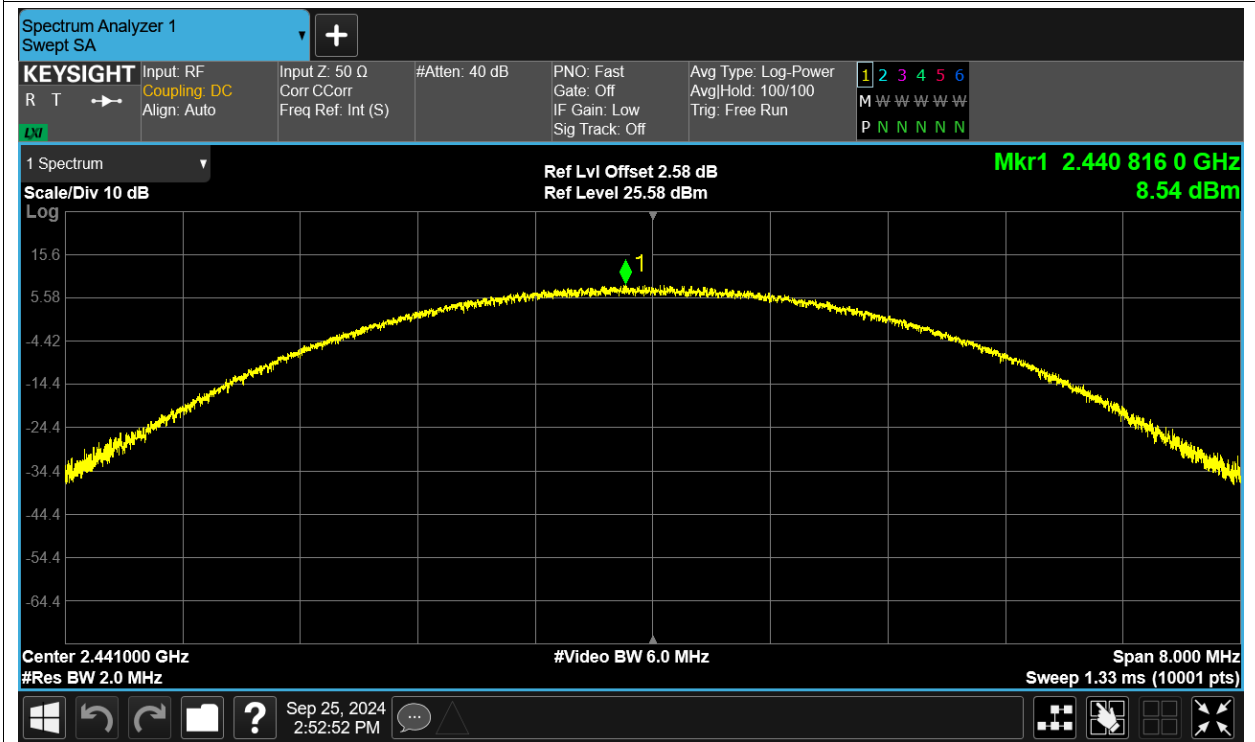 Spectrum Analyzer 1
Swept SA
+
KEYSIGHT
R T
LXI
Input: RF
Coupling: DC
Align: Auto
Input Z: 50 Ω
Corr CCorr
Freq Ref: Int (S)
#Atten: 40 dB
PNO: Fast
Gate: Off
IF Gain: Low
Sig Track: Off
Avg Type: Log-Power
Avg|Hold: 100/100
Trig: Free Run
1 2 3 4 5 6
M W W W W W
P N N N N N
1 Spectrum
Scale/Div 10 dB
Log
Ref Lvl Offset 2.58 dB
Ref Level 25.58 dBm
Mkr1 2.440 816 0 GHz
8.54 dBm
1
15.6
5.58
-4.42
-14.4
-24.4
-34.4
-44.4
-54.4
-64.4
Center 2.441000 GHz
#Res BW 2.0 MHz
#Video BW 6.0 MHz
Span 8.000 MHz
Sweep 1.33 ms (10001 pts)
?
Sep 25, 2024
2:52:52 PM